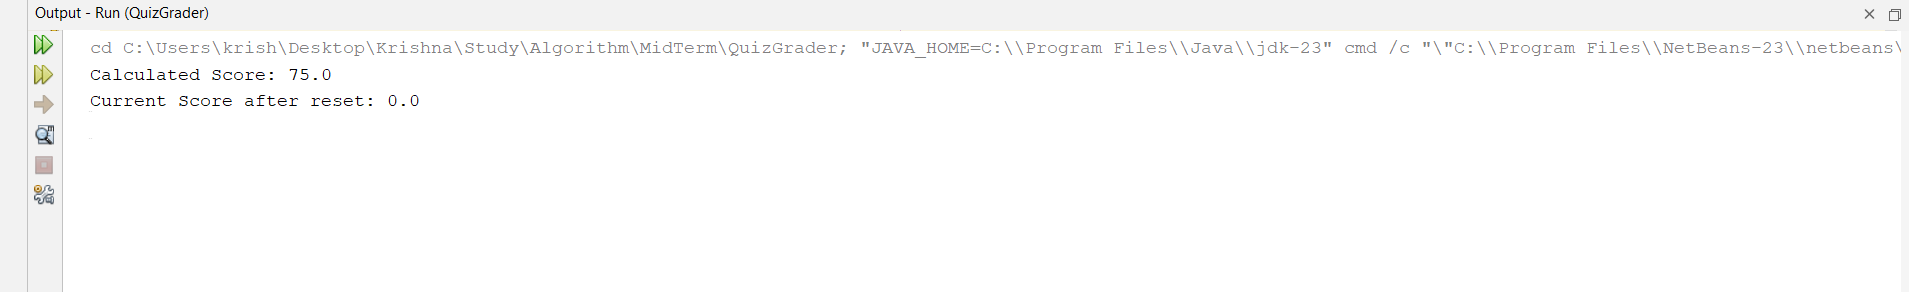 Output - Run (QuizGrader)
cd C:\Users\krish\Desktop\Krishna\Study\Algorithm\MidTerm\QuizGrader; "JAVA_HOME=C:\\Program Files\\Java\\jdk-23" cmd /c "\"C:\\Program Files\\NetBeans-23\\netbeans\
Calculated Score: 75.0
Current Score after reset: 0.0